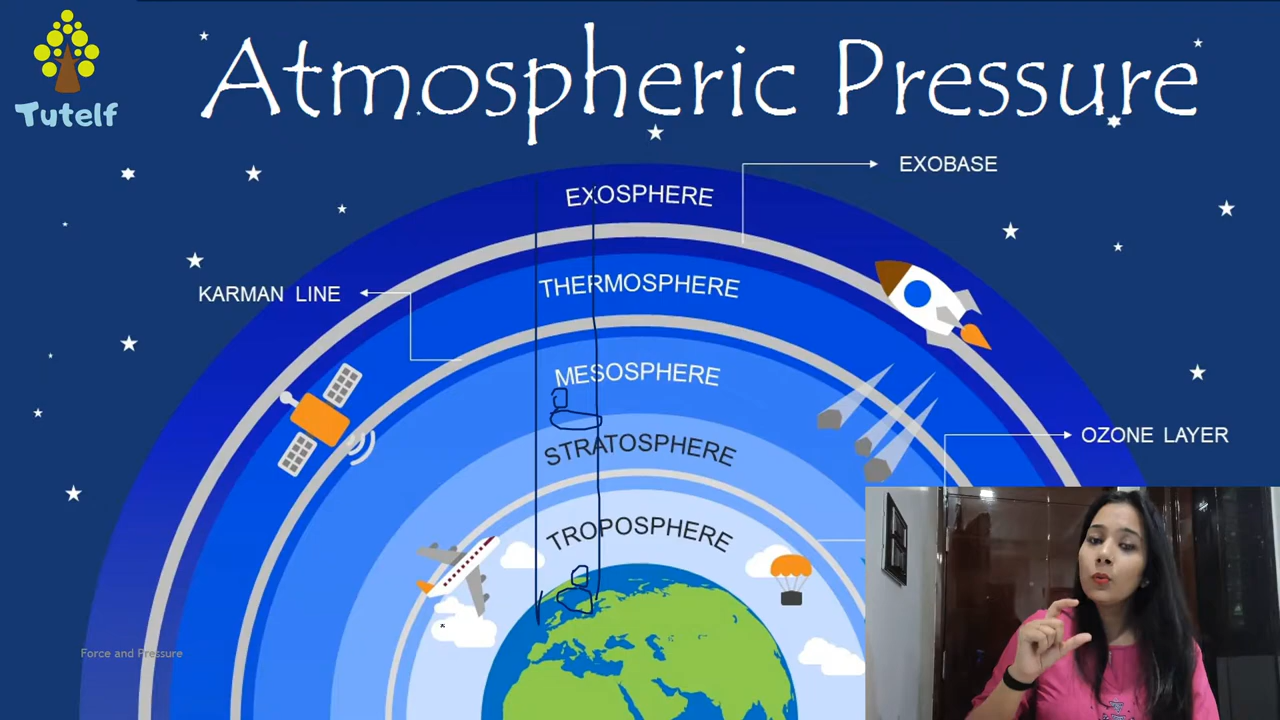 Tutelf
Atmospheric Pressure
EXOBASE
EXOSPHERE
THERMOSPHERE
KARMAN LINE
MESOSPHERE
OZONE LAYER
STRATOSPHERE
TROPOSPHERE
Force and Pressure